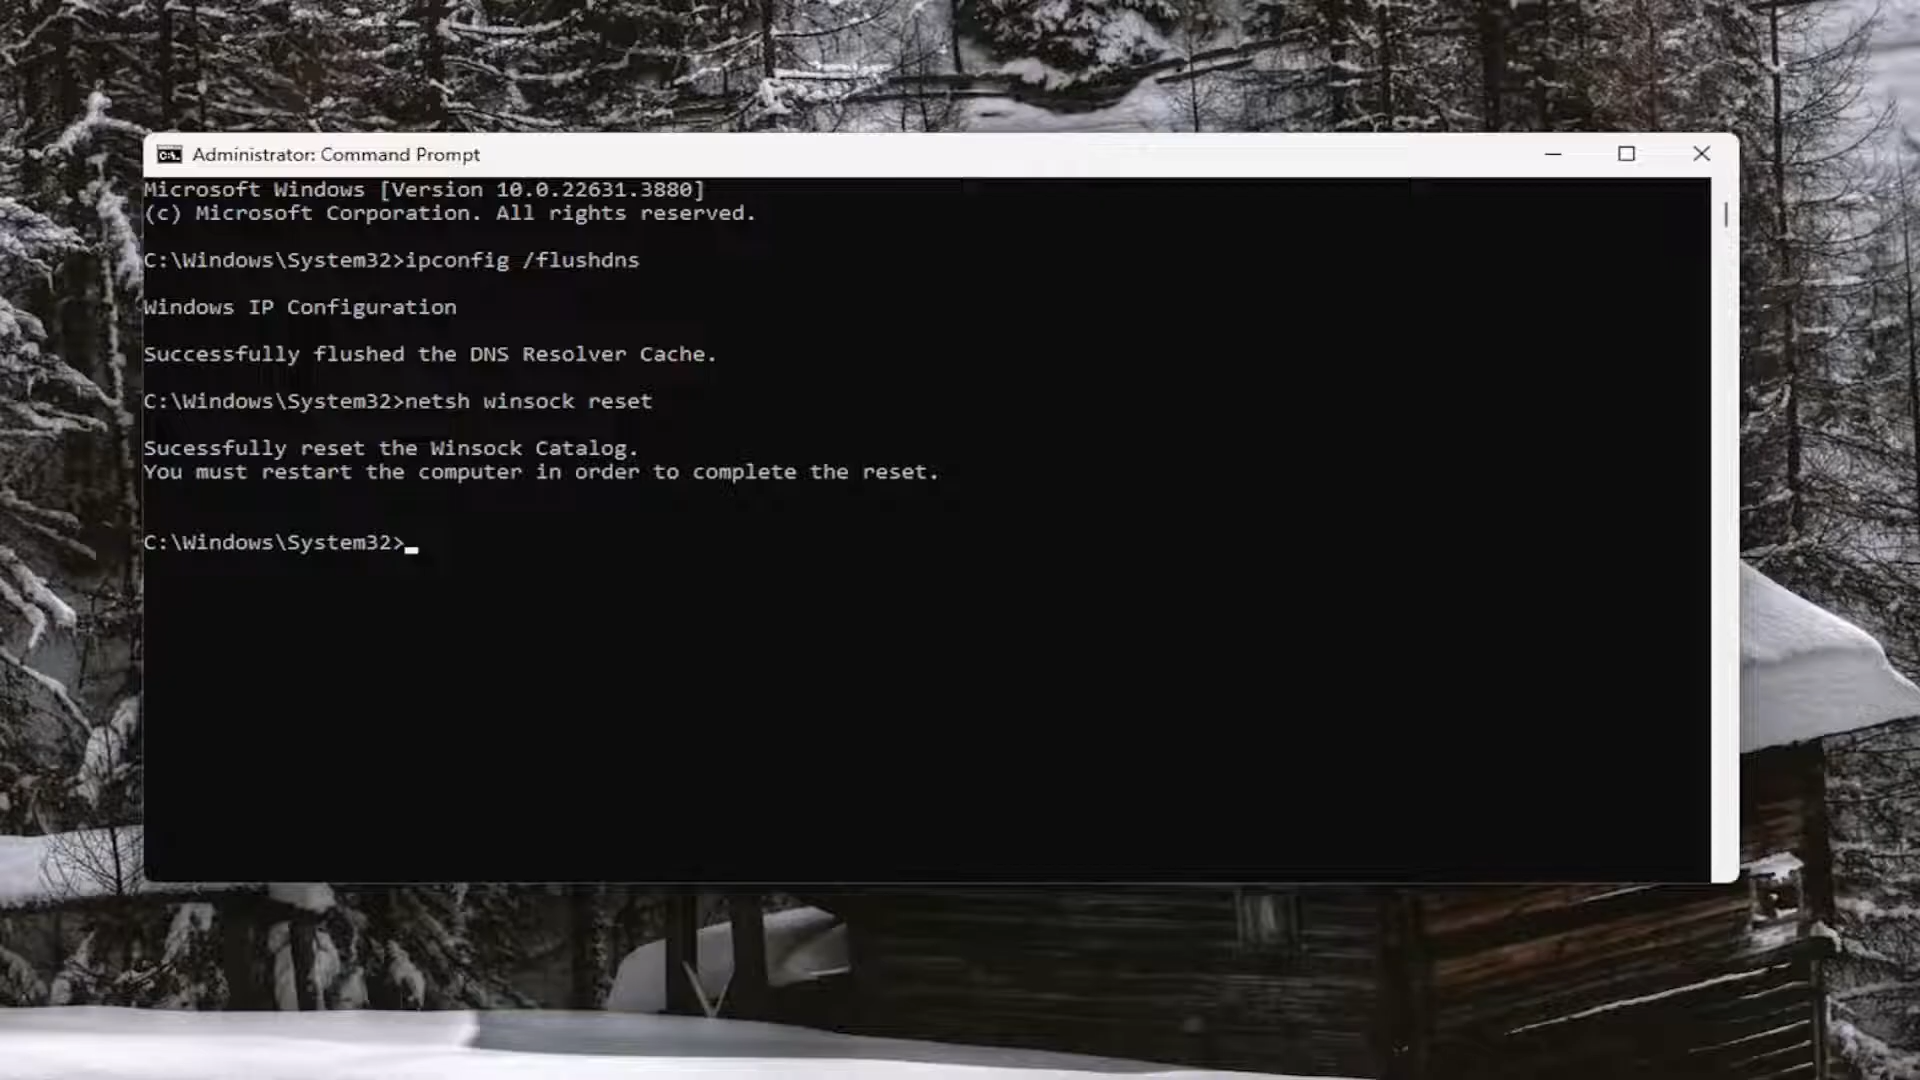 Administrator: Command Prompt
Microsoft Windows [Version 10.0.22631.3880]
(c) Microsoft Corporation. All rights reserved.
C:\Windows\System32>ipconfig /flushdns
Windows IP Configuration
Successfully flushed the DNS Resolver Cache.
C:\Windows\System32>netsh winsock reset
Sucessfully reset the Winsock Catalog.
You must restart the computer in order to complete the reset.
C:\Windows\System32>